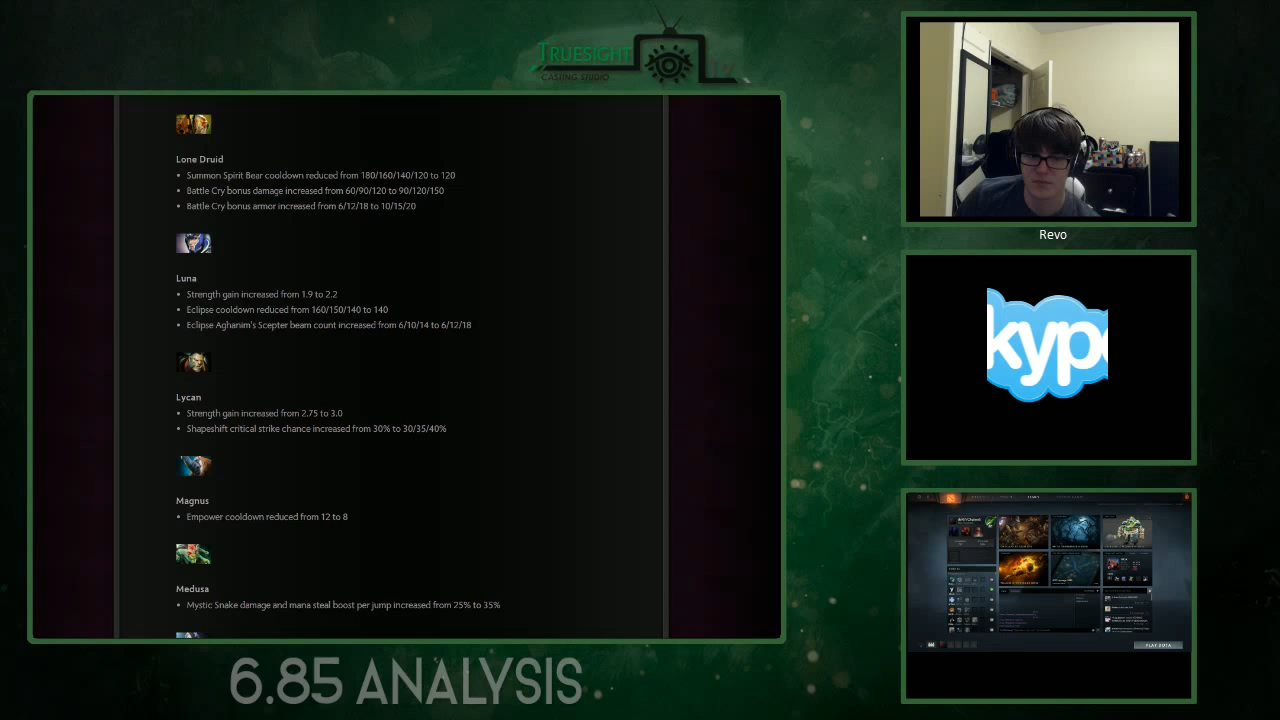 TRUESIGHT
CASTING STUDIO
Lone Druid
Summon Spirit Bear cooldown reduced from 180/160/140/120 to 120
Battle Cry bonus damage increased from 60/90/120 to 90/120/150
Battle Cry bonus armor increased from 6/12/18 to 10/15/20
Luna
Strength gain increased from 1.9 to 2.2
Eclipse cooldown reduced from 160/150/140 to 140
Eclipse Aghanim's Scepter beam count increased from 6/10/14 to 6/12/18
Lycan
Strength gain increased from 2.75 to 3.0
Shapeshift critical strike chance increased from 30% to 30/35/40%
Magnus
Empower cooldown reduced from 12 to 8
Medusa
Mystic Snake damage and mana steal boost per jump increased from 25% to 35%
6.85 ANALYSIS
Revo
kyp
PLAY DOTA